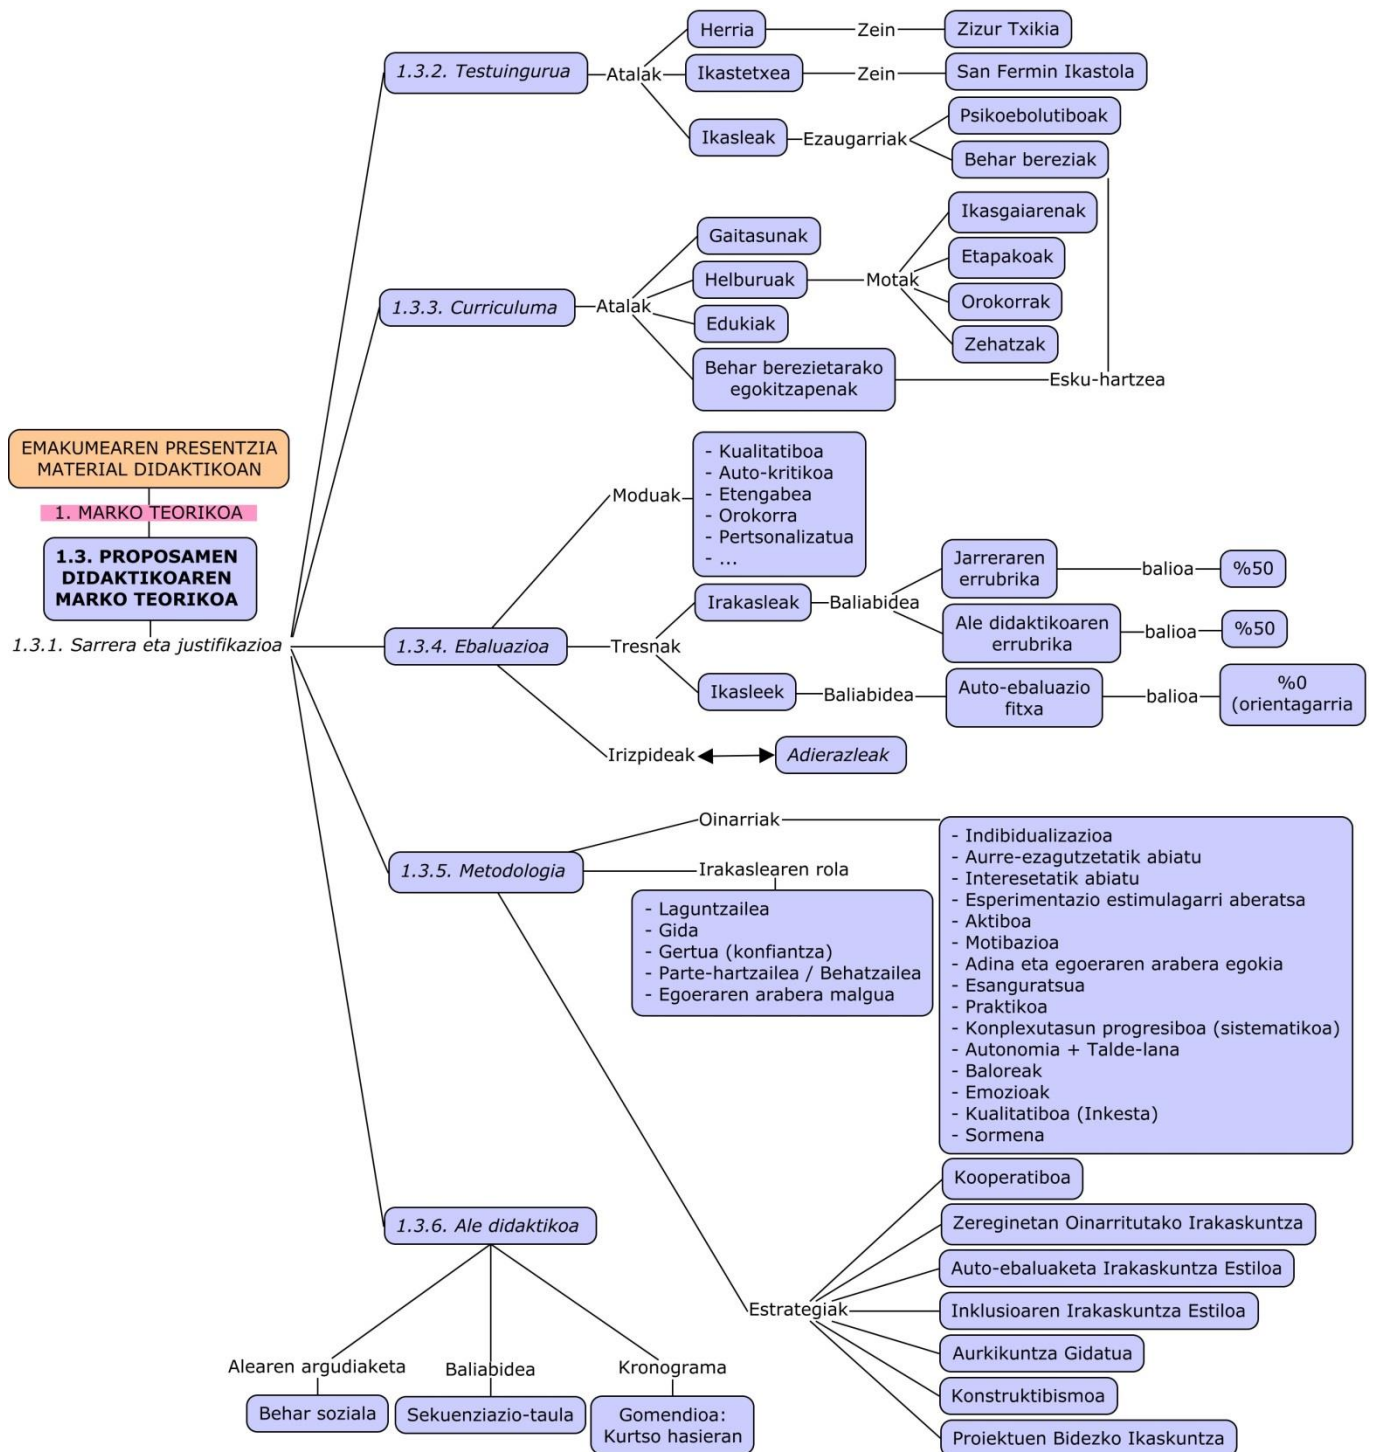 EMAKUMEAREN PRESENTZIA
MATERIAL DIDAKTIKOAN
1. MARKO TEORIKOA
1.3. PROPOSAMEN
DIDAKTIKOAREN
MARKO TEORIKOA
1.3.1. Sarrera eta justifikazioa
1.3.2. Testuingurua
Atalak
Herria
Zein
Zizur Txikia
Ikastetxea
Zein
San Fermin Ikastola
Ikasleak
Ezaugarriak
Psikoebolutiboak
Behar bereziak
1.3.3. Curriculuma
Atalak
Gaitasunak
Helburuak
Motak
Ikasgaiarenak
Etapakoak
Orokorrak
Zehatzak
Edukiak
Behar berezietarako
egokitzapenak
Esku-hartzea
1.3.4. Ebaluazioa
Moduak
- Kualitatiboa
- Auto-kritikoa
- Etengabea
- Orokorra
- Pertsonalizatua
- ...
Tresnak
Irakasleak
Baliabidea
Jarreraren
errubrika
balioa
%50
Ale didaktikoaren
errubrika
balioa
%50
Ikasleek
Baliabidea
Auto-ebaluazio
fitxa
balioa
%0
(orientagarria
Irizpideak
Adierazleak
1.3.5. Metodologia
Oinarriak
- Indibidualizazioa
- Aurre-ezagutzetatik abiatu
- Interesetatik abiatu
- Esperimentazio estimulagarri aberatsa
- Aktiboa
- Motibazioa
- Adina eta egoeraren arabera egokia
- Esanguratsua
- Praktikoa
- Konplexutasun progresiboa (sistematikoa)
- Autonomia + Talde-lana
- Baloreak
- Emozioak
- Kualitatiboa (Inkesta)
- Sormena
Irakaslearen rola
- Laguntzailea
- Gida
- Gertua (konfiantza)
- Parte-hartzailea / Behatzailea
- Egoeraren arabera malgua
Estrategiak
Kooperatiboa
Zereginetan Oinarritutako Irakaskuntza
Auto-ebaluaketa Irakaskuntza Estiloa
Inklusioaren Irakaskuntza Estiloa
Aurkikuntza Gidatua
Konstruktibismoa
Proiektuen Bidezko Ikaskuntza
1.3.6. Ale didaktikoa
Alearen argudiaketa
Behar soziala
Baliabidea
Sekuenziazio-taula
Kronograma
Gomendioa:
Kurtso hasieran